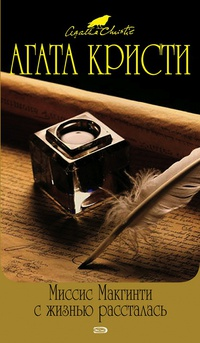 Agatha Christie
АГАТА КРИСТИ
Миссис Макгинти
с жизнью рассталась